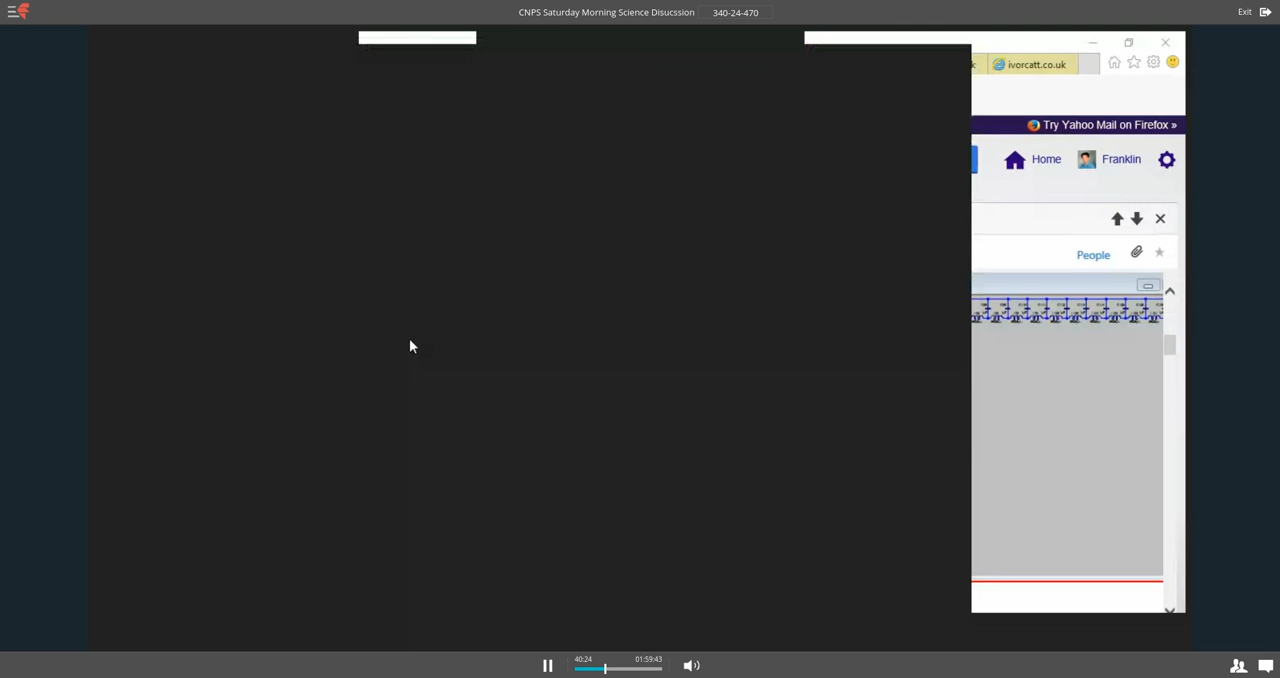 CNPS Saturday Morning Science Disucssion 340-24-470
Exit
ivorcatt.co.uk
Try Yahoo Mail on Firefox »
Home Franklin
People
40:24 01:59:43